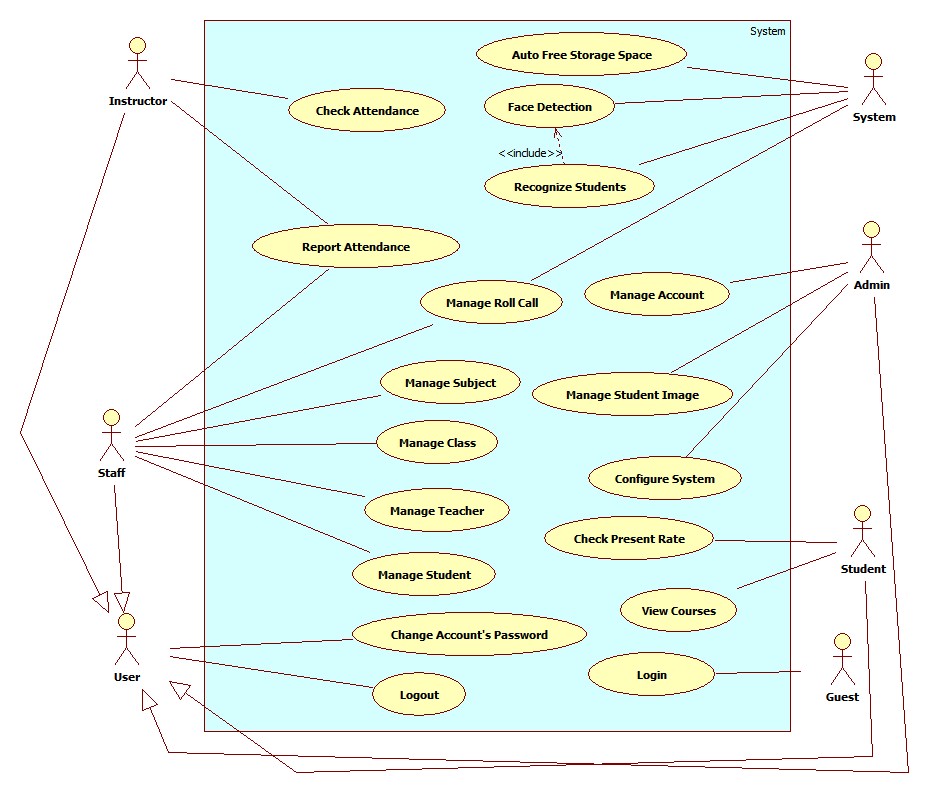 System
Auto Free Storage Space
Instructor
Face Detection
Check Attendance
System
<<include>>
Recognize Students
Report Attendance
Admin
Manage Account
Manage Roll Call
Manage Subject
Manage Student Image
Manage Class
Staff
Configure System
Manage Teacher
Check Present Rate
Student
Manage Student
View Courses
Change Account's Password
User
Login
Logout
Guest